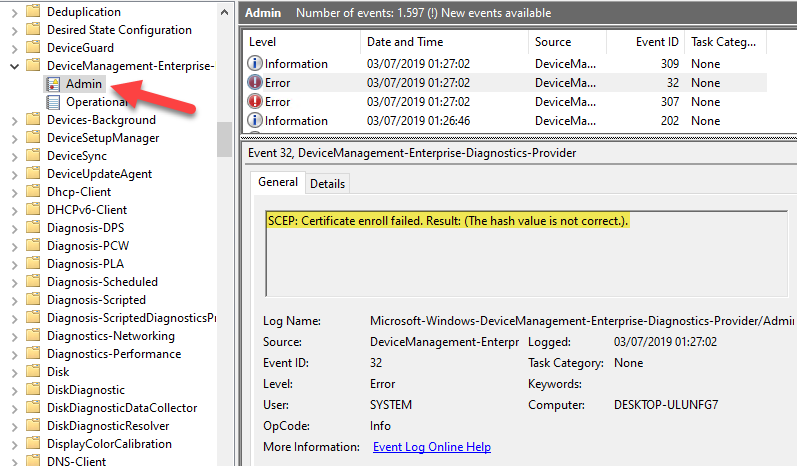 Deduplication
Desired State Configuration
DeviceGuard
DeviceManagement-Enterprise-
Admin
Operational
Devices-Background
DeviceSetupManager
DeviceSync
DeviceUpdateAgent
Dhcp-Client
DHCPv6-Client
Diagnosis-DPS
Diagnosis-PCW
Diagnosis-PLA
Diagnosis-Scheduled
Diagnosis-Scripted
Diagnosis-ScriptedDiagnosticsPr
Diagnostics-Networking
Diagnostics-Performance
Disk
DiskDiagnostic
DiskDiagnosticDataCollector
DiskDiagnosticResolver
DisplayColorCalibration
DNS-Client
Admin Number of events: 1.597 (!) New events available
Level Date and Time Source Event ID Task Categ...
Information 03/07/2019 01:27:02 DeviceMa... 309 None
Error 03/07/2019 01:27:02 DeviceMa... 32 None
Error 03/07/2019 01:27:02 DeviceMa... 307 None
Information 03/07/2019 01:26:46 DeviceMa... 202 None
Event 32, DeviceManagement-Enterprise-Diagnostics-Provider
General Details
SCEP: Certificate enroll failed. Result: (The hash value is not correct.).
Log Name: Microsoft-Windows-DeviceManagement-Enterprise-Diagnostics-Provider/Admin
Source: DeviceManagement-Enterpr Logged: 03/07/2019 01:27:02
Event ID: 32 Task Category: None
Level: Error Keywords:
User: SYSTEM Computer: DESKTOP-ULUNFG7
OpCode: Info
More Information: Event Log Online Help